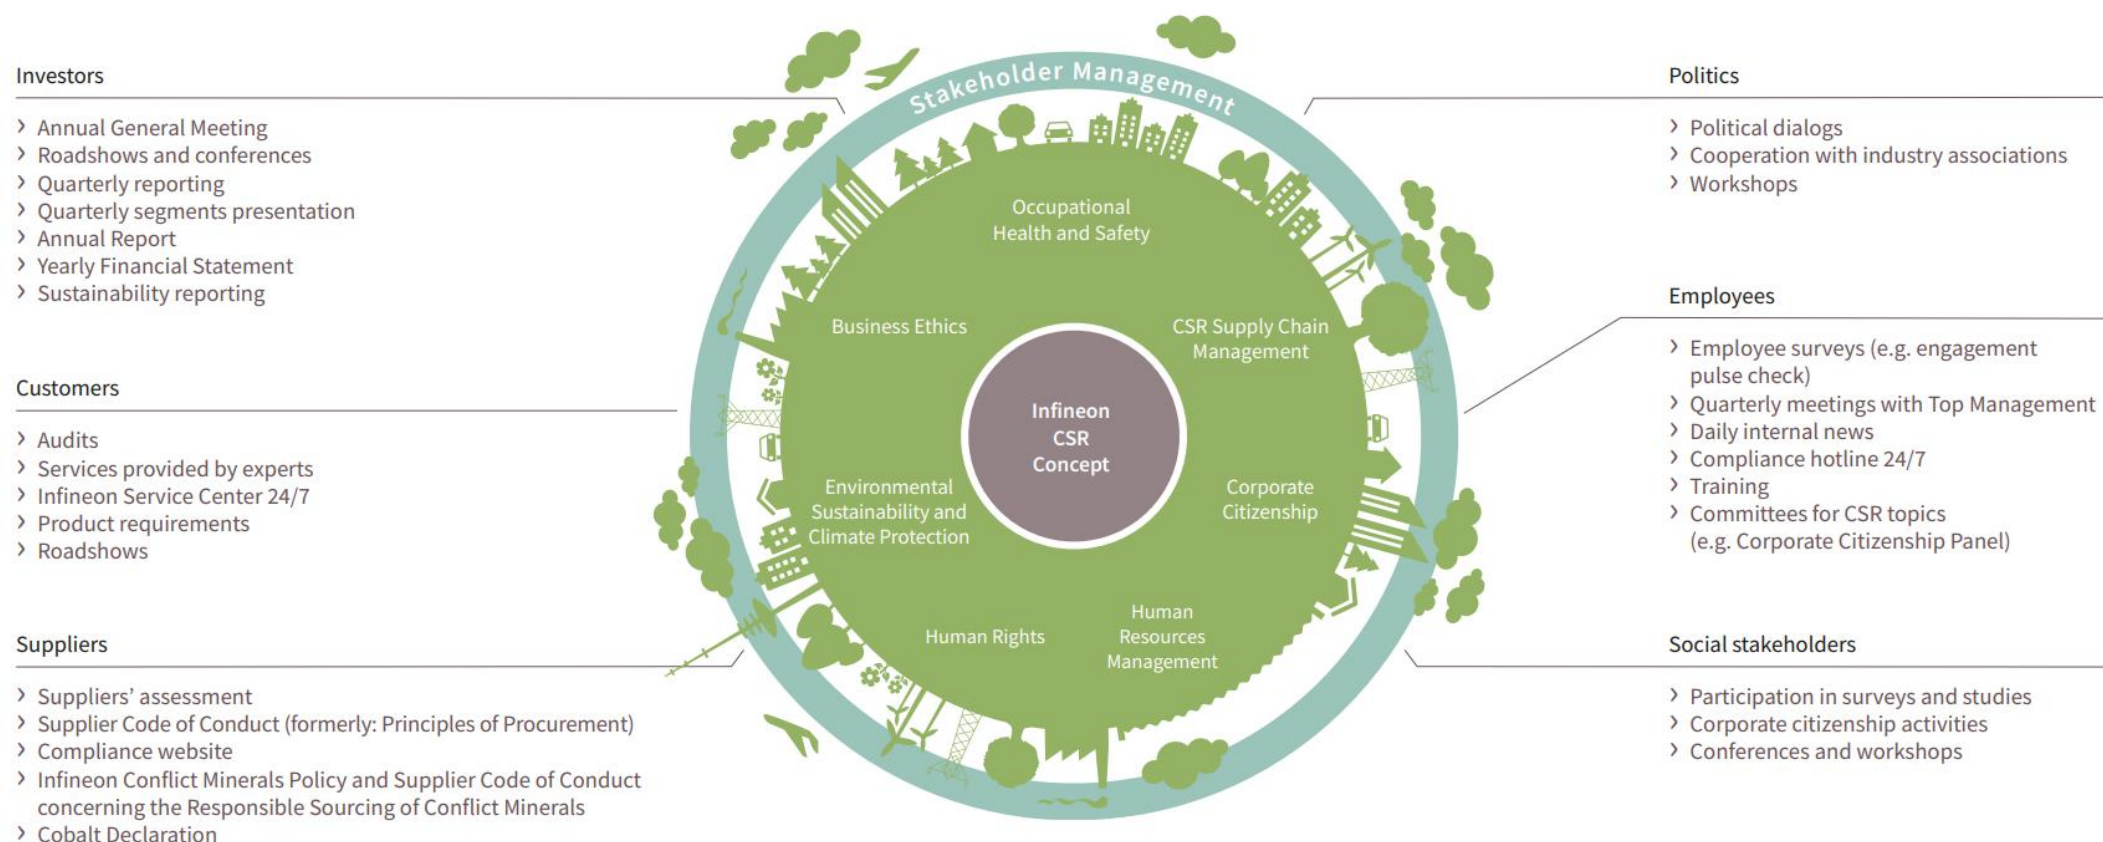 Investors
› Annual General Meeting
› Roadshows and conferences
› Quarterly reporting
› Quarterly segments presentation
› Annual Report
› Yearly Financial Statement
› Sustainability reporting
Customers
› Audits
› Services provided by experts
› Infineon Service Center 24/7
› Product requirements
› Roadshows
Suppliers
› Suppliers’ assessment
› Supplier Code of Conduct (formerly: Principles of Procurement)
› Compliance website
› Infineon Conflict Minerals Policy and Supplier Code of Conduct
concerning the Responsible Sourcing of Conflict Minerals
› Cobalt Declaration
Stakeholder Management
Occupational
Health and Safety
Business Ethics
CSR Supply Chain
Management
Infineon
CSR
Concept
Environmental
Sustainability and
Climate Protection
Corporate
Citizenship
Human Rights
Human
Resources
Management
Politics
› Political dialogs
› Cooperation with industry associations
› Workshops
Employees
› Employee surveys (e.g. engagement
pulse check)
› Quarterly meetings with Top Management
› Daily internal news
› Compliance hotline 24/7
› Training
› Committees for CSR topics
(e.g. Corporate Citizenship Panel)
Social stakeholders
› Participation in surveys and studies
› Corporate citizenship activities
› Conferences and workshops